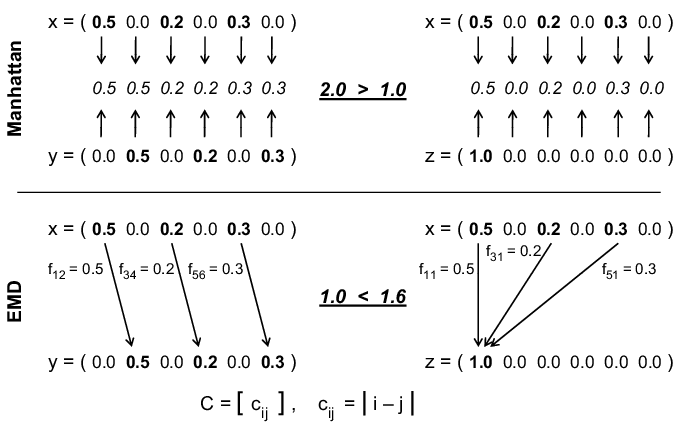 Manhattan
x = ( 0.5 0.0 0.2 0.0 0.3 0.0 )
0.5 0.5 0.2 0.2 0.3 0.3
y = ( 0.0 0.5 0.0 0.2 0.0 0.3 )
2.0 > 1.0
x = ( 0.5 0.0 0.2 0.0 0.3 0.0 )
0.5 0.0 0.2 0.0 0.3 0.0
z = ( 1.0 0.0 0.0 0.0 0.0 0.0 )
EMD
x = ( 0.5 0.0 0.2 0.0 0.3 0.0 )
f12 = 0.5 f34 = 0.2 f56 = 0.3
y = ( 0.0 0.5 0.0 0.2 0.0 0.3 )
1.0 < 1.6
x = ( 0.5 0.0 0.2 0.0 0.3 0.0 )
f11 = 0.5 f31 = 0.2 f51 = 0.3
z = ( 1.0 0.0 0.0 0.0 0.0 0.0 )
C = [ cij ] , cij = | i – j |